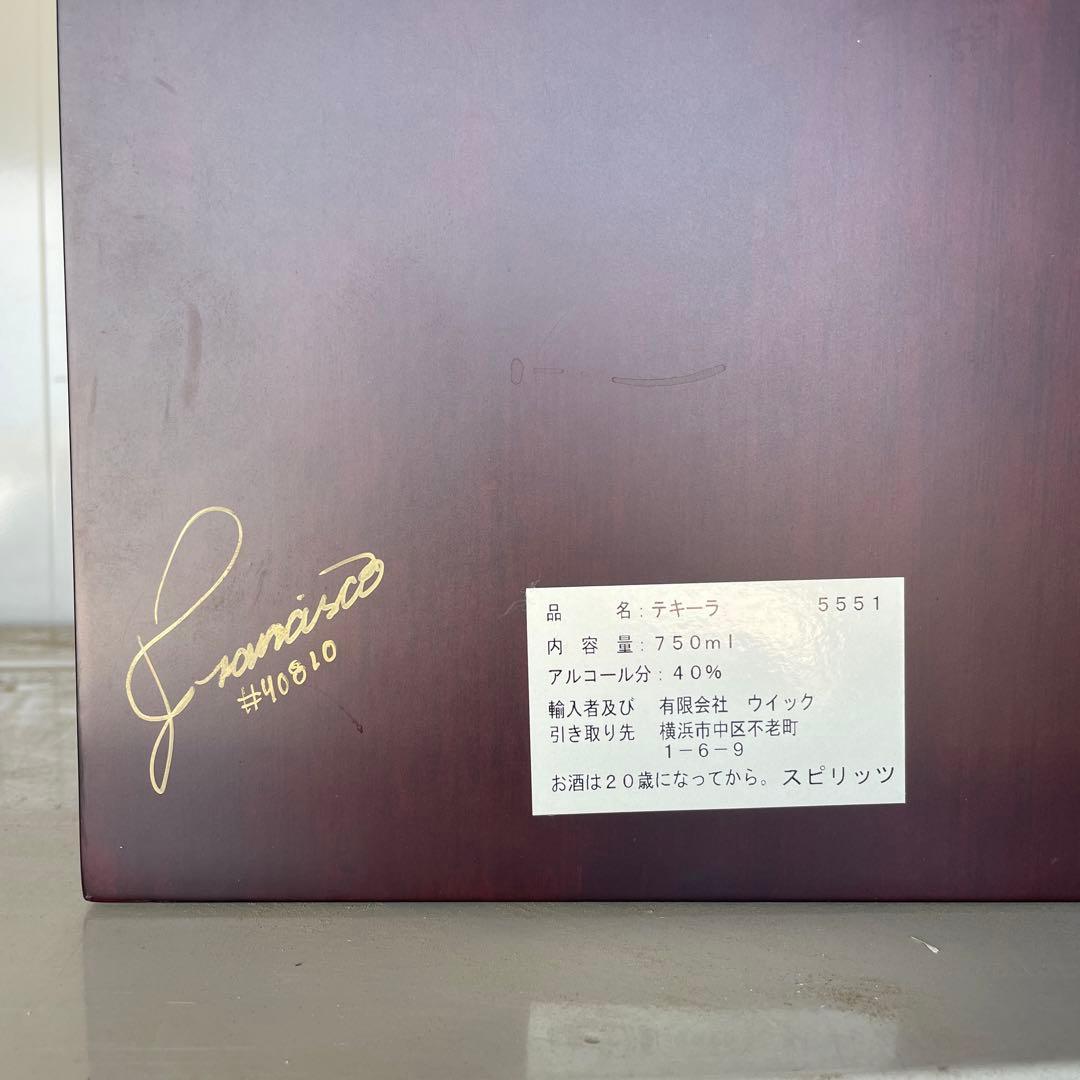 Francisco
#40810
品　　名：テキーラ　　　５５５１
内　容　量：７５０ｍｌ
アルコール分：４０％
輸入者及び　有限会社　ウイック
引き取り先　横浜市中区不老町
１－６－９
お酒は２０歳になってから。スピリッツ